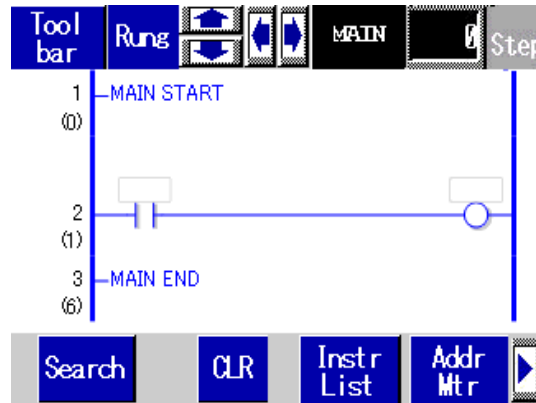 Tool bar
Rung
MAIN
0
Step
1 MAIN START
(0)
2
(1)
3 MAIN END
(6)
Search
CLR
Instr List
Addr Mtr